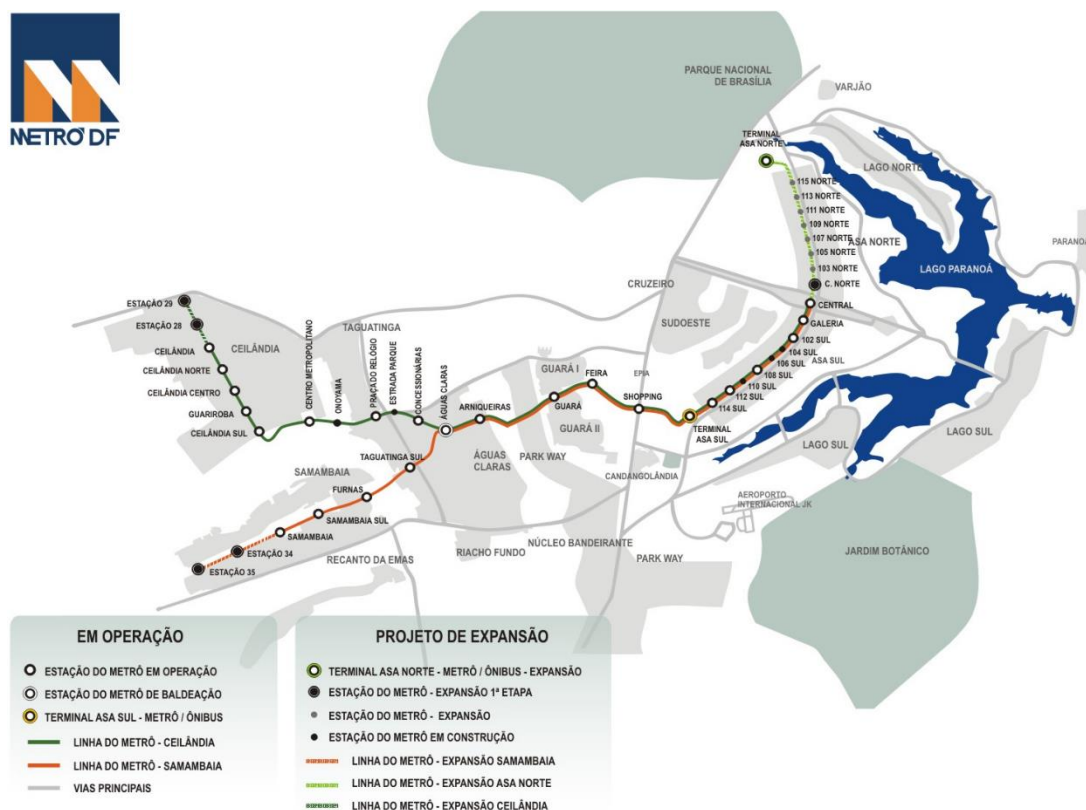 METRÔ DF
PARQUE NACIONAL
DE BRASÍLIA
VARJÃO
TERMINAL
ASA NORTE
LAGO NORTE
115 NORTE
113 NORTE
111 NORTE
109 NORTE
107 NORTE
105 NORTE
103 NORTE
ASA NORTE
C. NORTE
LAGO PARANOÁ
PARANOÁ
CRUZEIRO
CENTRAL
SUDOESTE
GALERIA
102 SUL
104 SUL
106 SUL
ASA SUL
108 SUL
110 SUL
112 SUL
114 SUL
TERMINAL
ASA SUL
LAGO SUL
LAGO SUL
ESTAÇÃO 29
ESTAÇÃO 28
CEILÂNDIA
CEILÂNDIA
CEILÂNDIA NORTE
CEILÂNDIA CENTRO
GUARIROBA
CEILÂNDIA SUL
TAGUATINGA
CENTRO METROPOLITANO
ONOYAMA
PRAÇA DO RELÓGIO
ESTRADA PARQUE
CONCESSIONÁRIAS
ÁGUAS CLARAS
ARNIQUEIRAS
GUARÁ I
FEIRA
EPIA
GUARÁ
SHOPPING
GUARÁ II
ÁGUAS
CLARAS
PARK WAY
CANDANGOLÂNDIA
TAGUATINGA SUL
SAMAMBAIA
FURNAS
SAMAMBAIA SUL
SAMAMBAIA
ESTAÇÃO 34
ESTAÇÃO 35
RECANTO DA EMAS
RIACHO FUNDO
NÚCLEO BANDEIRANTE
PARK WAY
AEROPORTO
INTERNACIONAL JK
JARDIM BOTÂNICO
EM OPERAÇÃO
ESTAÇÃO DO METRÔ EM OPERAÇÃO
ESTAÇÃO DO METRÔ DE BALDEAÇÃO
TERMINAL ASA SUL - METRÔ / ÔNIBUS
LINHA DO METRÔ - CEILÂNDIA
LINHA DO METRÔ - SAMAMBAIA
VIAS PRINCIPAIS
PROJETO DE EXPANSÃO
TERMINAL ASA NORTE - METRÔ / ÔNIBUS - EXPANSÃO
ESTAÇÃO DO METRÔ - EXPANSÃO 1ª ETAPA
ESTAÇÃO DO METRÔ - EXPANSÃO
ESTAÇÃO DO METRÔ EM CONSTRUÇÃO
LINHA DO METRÔ - EXPANSÃO SAMAMBAIA
LINHA DO METRÔ - EXPANSÃO ASA NORTE
LINHA DO METRÔ - EXPANSÃO CEILÂNDIA